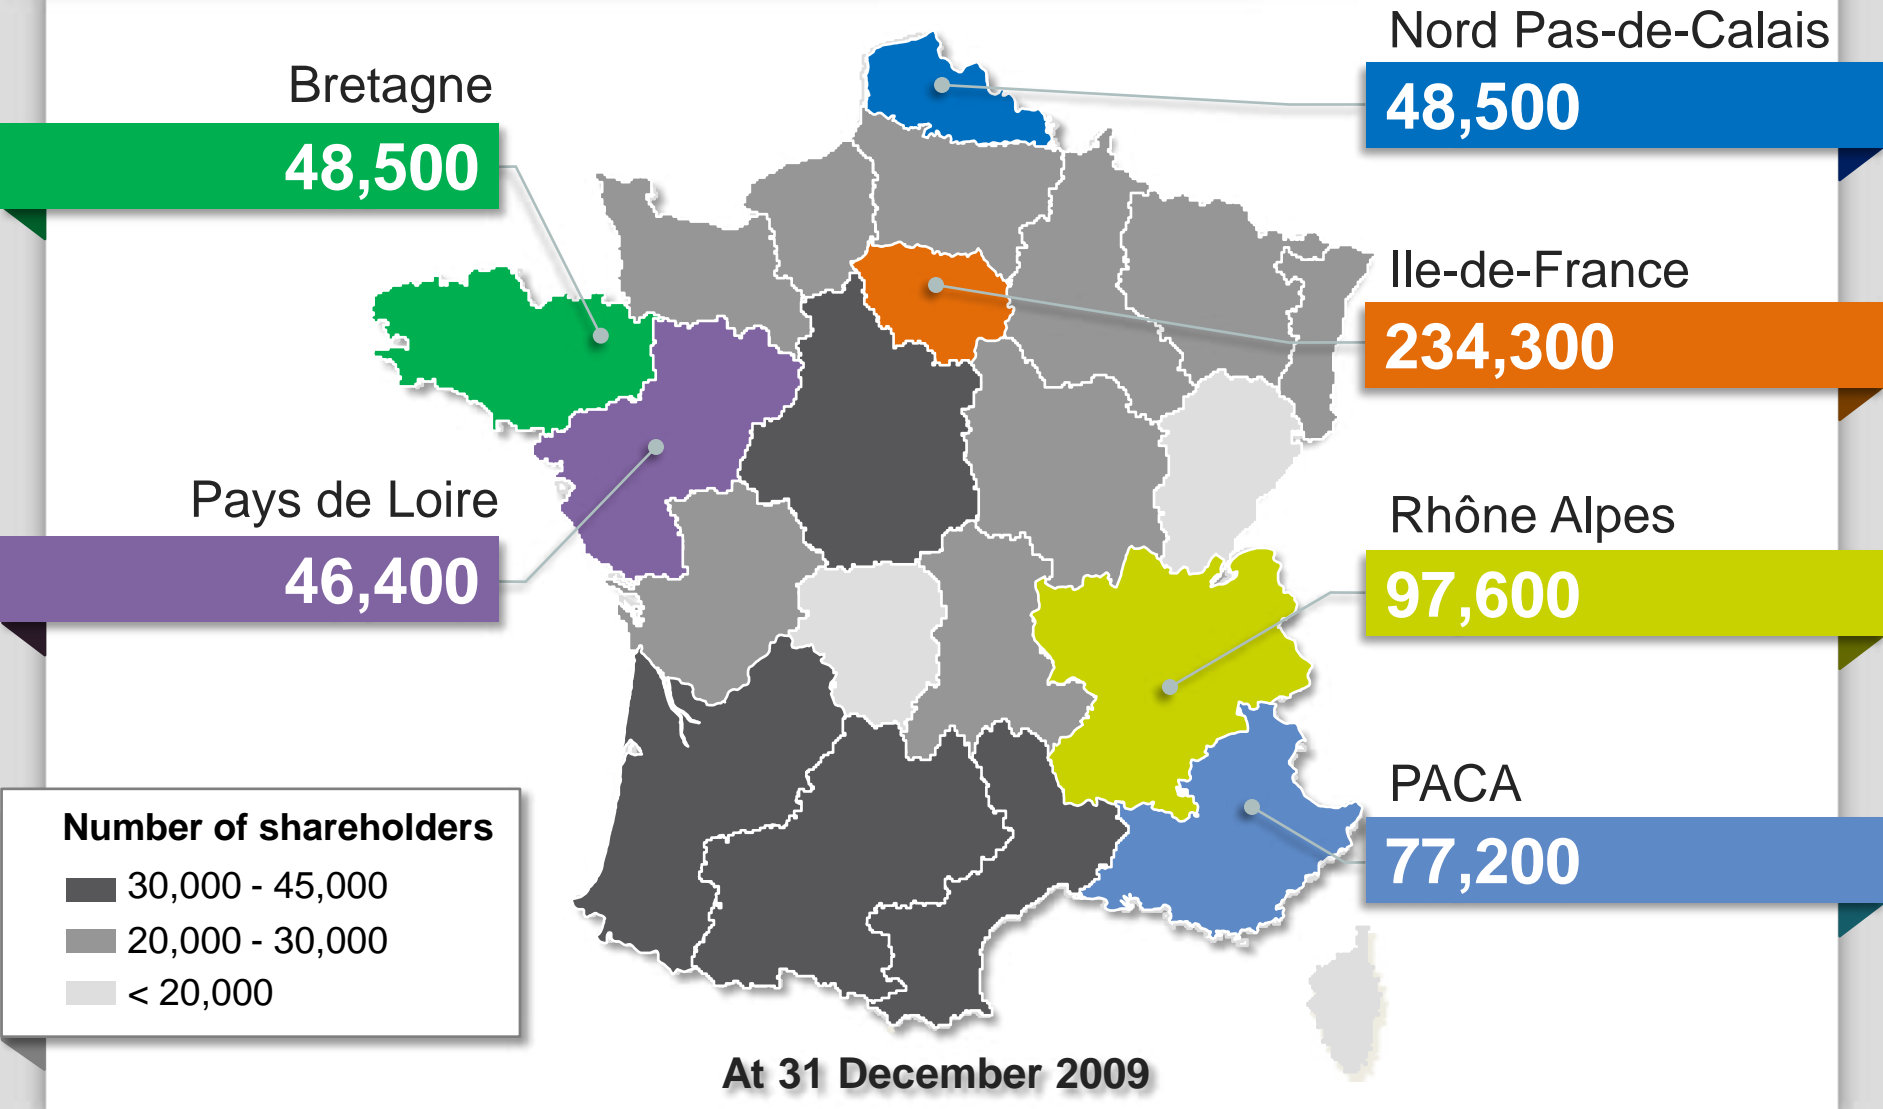 Nord Pas-de-Calais
48,500
Bretagne
48,500
Ile-de-France
234,300
Pays de Loire
46,400
Rhône Alpes
97,600
PACA
77,200
Number of shareholders
30,000 - 45,000
20,000 - 30,000
< 20,000
At 31 December 2009